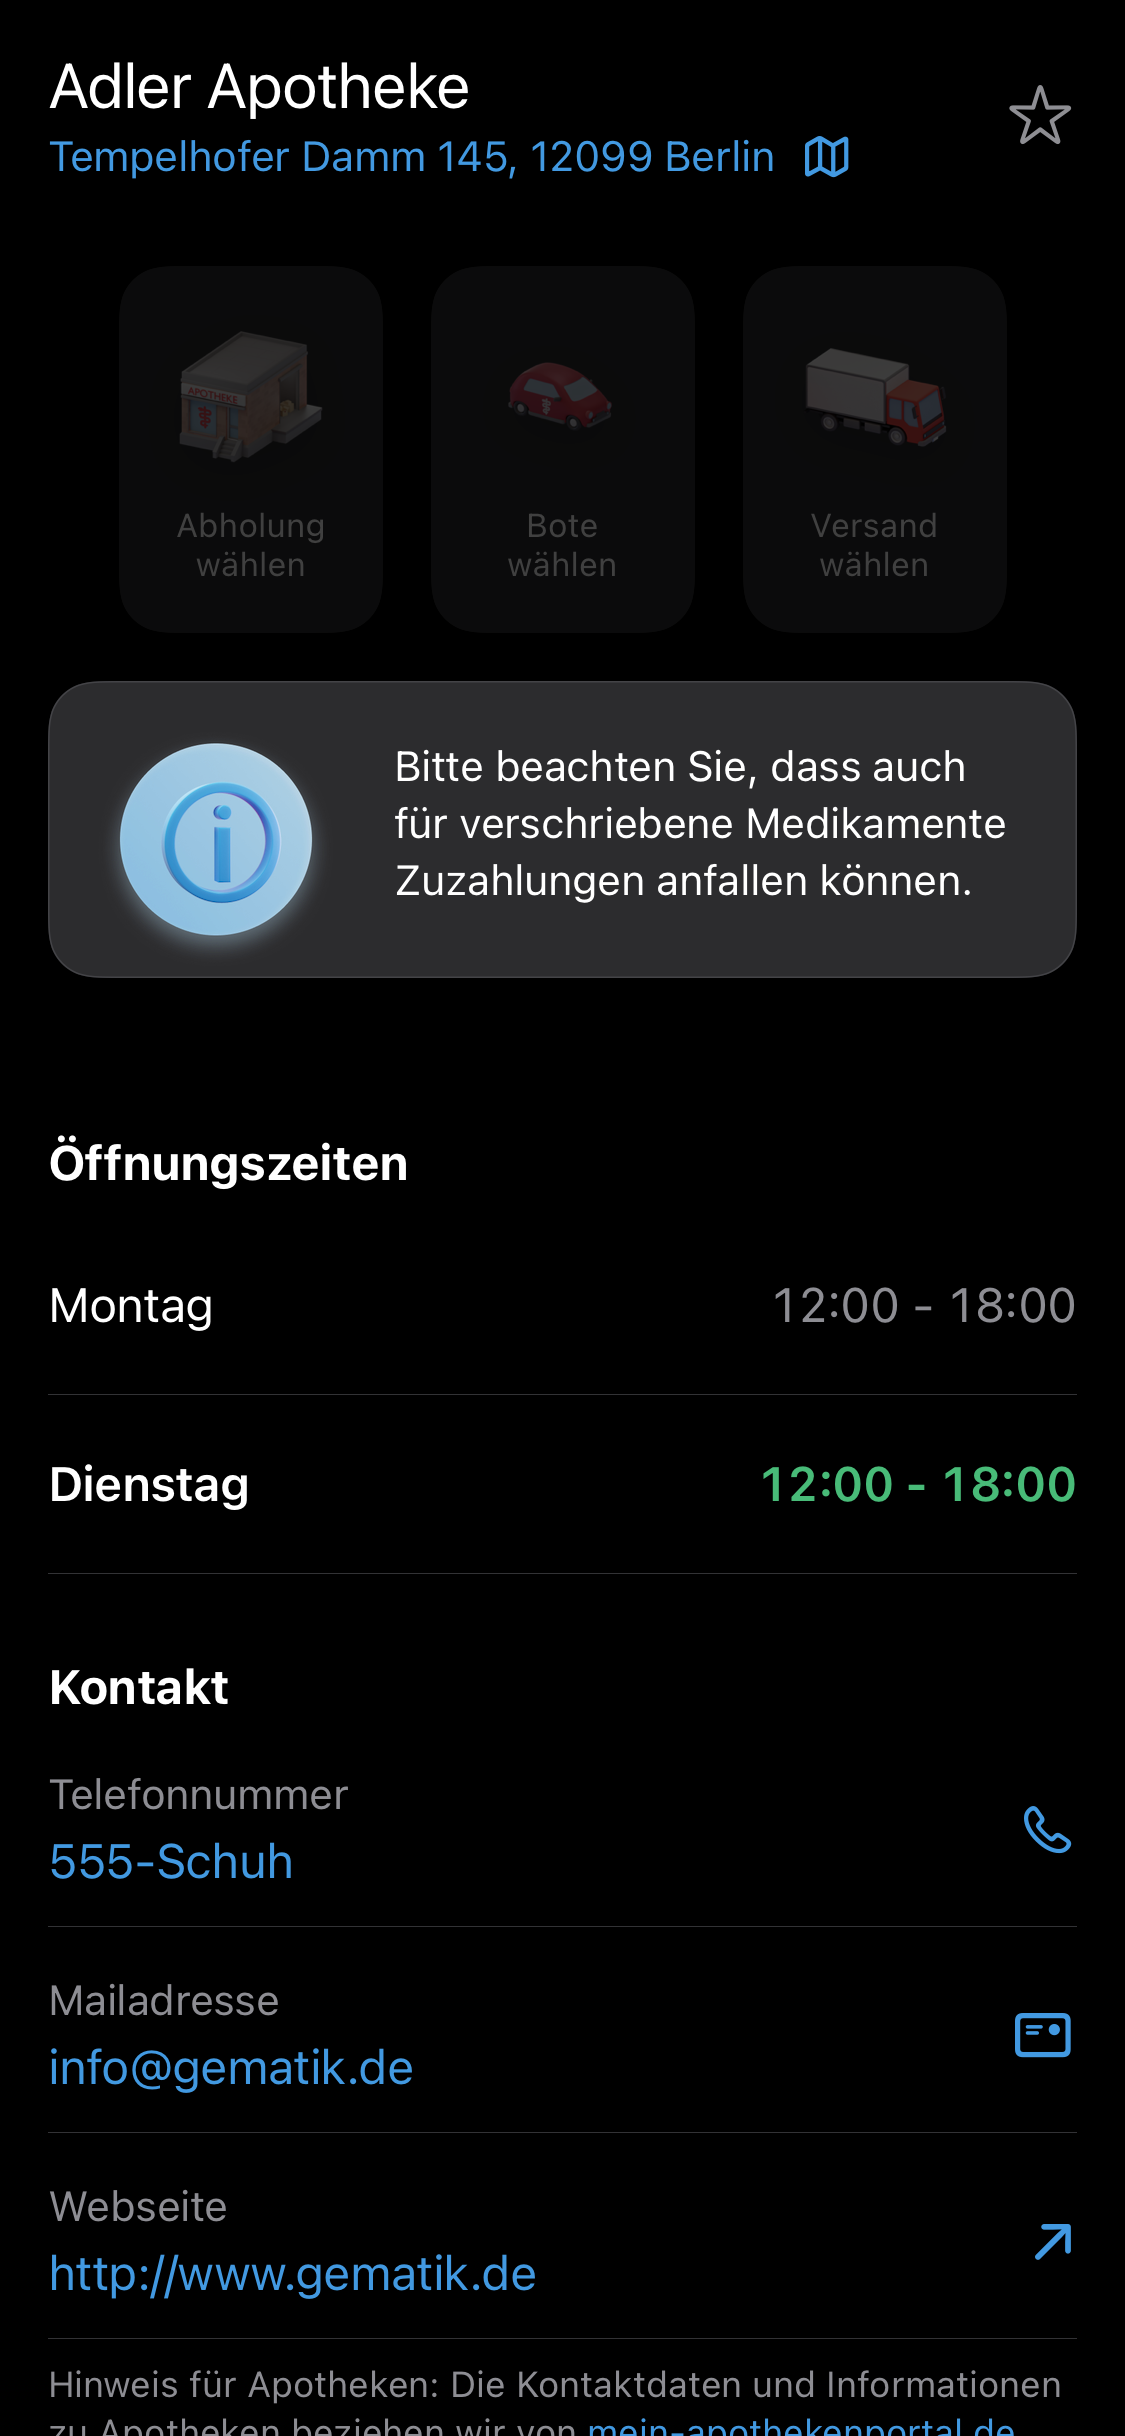 Adler Apotheke
Tempelhofer Damm 145, 12099 Berlin
APOTHEKE
Abholung
wählen
Bote
wählen
Versand
wählen
Bitte beachten Sie, dass auch
für verschriebene Medikamente
Zuzahlungen anfallen können.
Öffnungszeiten
Montag 12:00 - 18:00
Dienstag 12:00 - 18:00
Kontakt
Telefonnummer
555-Schuh
Mailadresse
info@gematik.de
Webseite
http://www.gematik.de
Hinweis für Apotheken: Die Kontaktdaten und Informationen
zu Apotheken beziehen wir von mein-apothekenportal.de